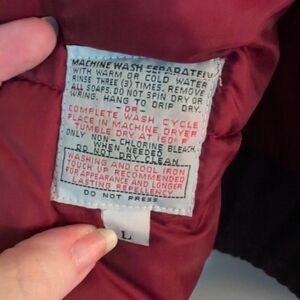 MACHINE WASH SEPARATELY
WITH WARM OR COLD WATER
RINSE THREE (3) TIMES. REMOVE
ALL SOAPS. DO NOT SPIN DRY OR
WRING. HANG TO DRIP DRY.
- OR -
COMPLETE WASH CYCLE
PLACE IN MACHINE DRYER
TUMBLE DRY AT 160° F
ONLY NON-CHLORINE BLEACH
WHEN NEEDED
DO NOT DRY CLEAN
WASHING AND COOL IRON
TOUCH UP RECOMMENDED
FOR APPEARANCE AND LONGER
LASTING REPELLENCY
DO NOT PRESS
L